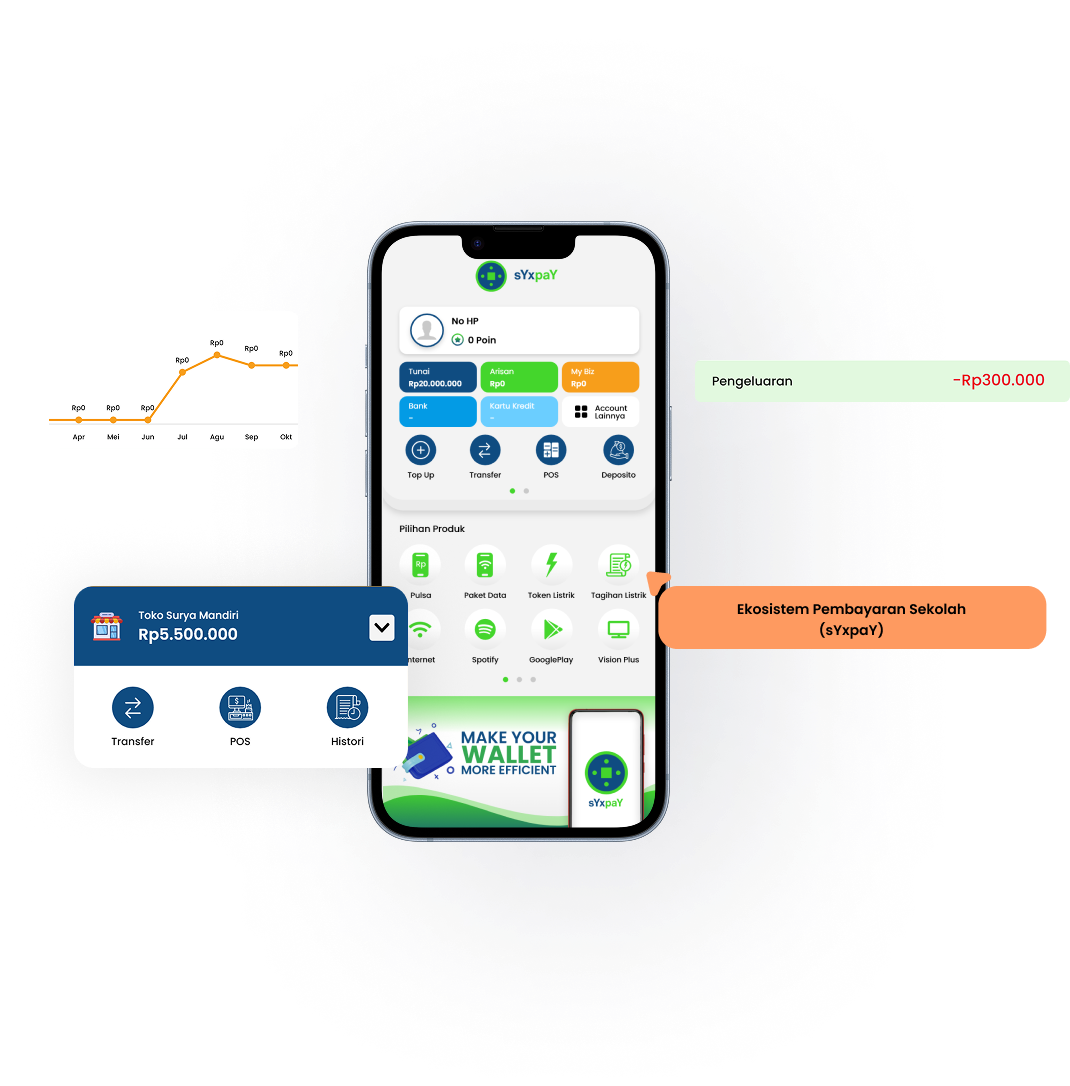 sYxpaY
No HP
0 Poin
Tunai
Rp20.000.000
Arisan
Rp0
My Biz
Rp0
Bank
-
Kartu Kredit
-
Account
Lainnya
Top Up
Transfer
POS
Deposito
Pilihan Produk
Rp
Pulsa
Paket Data
Token Listrik
Tagihan Listrik
nternet
Spotify
GooglePlay
Vision Plus
MAKE YOUR
WALLET
MORE EFFICIENT
sYxpaY
Rp0
Rp0
Rp0
Rp0
Rp0
Rp0
Rp0
Apr
Mei
Jun
Jul
Agu
Sep
Okt
Pengeluaran
-Rp300.000
Toko Surya Mandiri
Rp5.500.000
Transfer
POS
Histori
Ekosistem Pembayaran Sekolah
(sYxpaY)